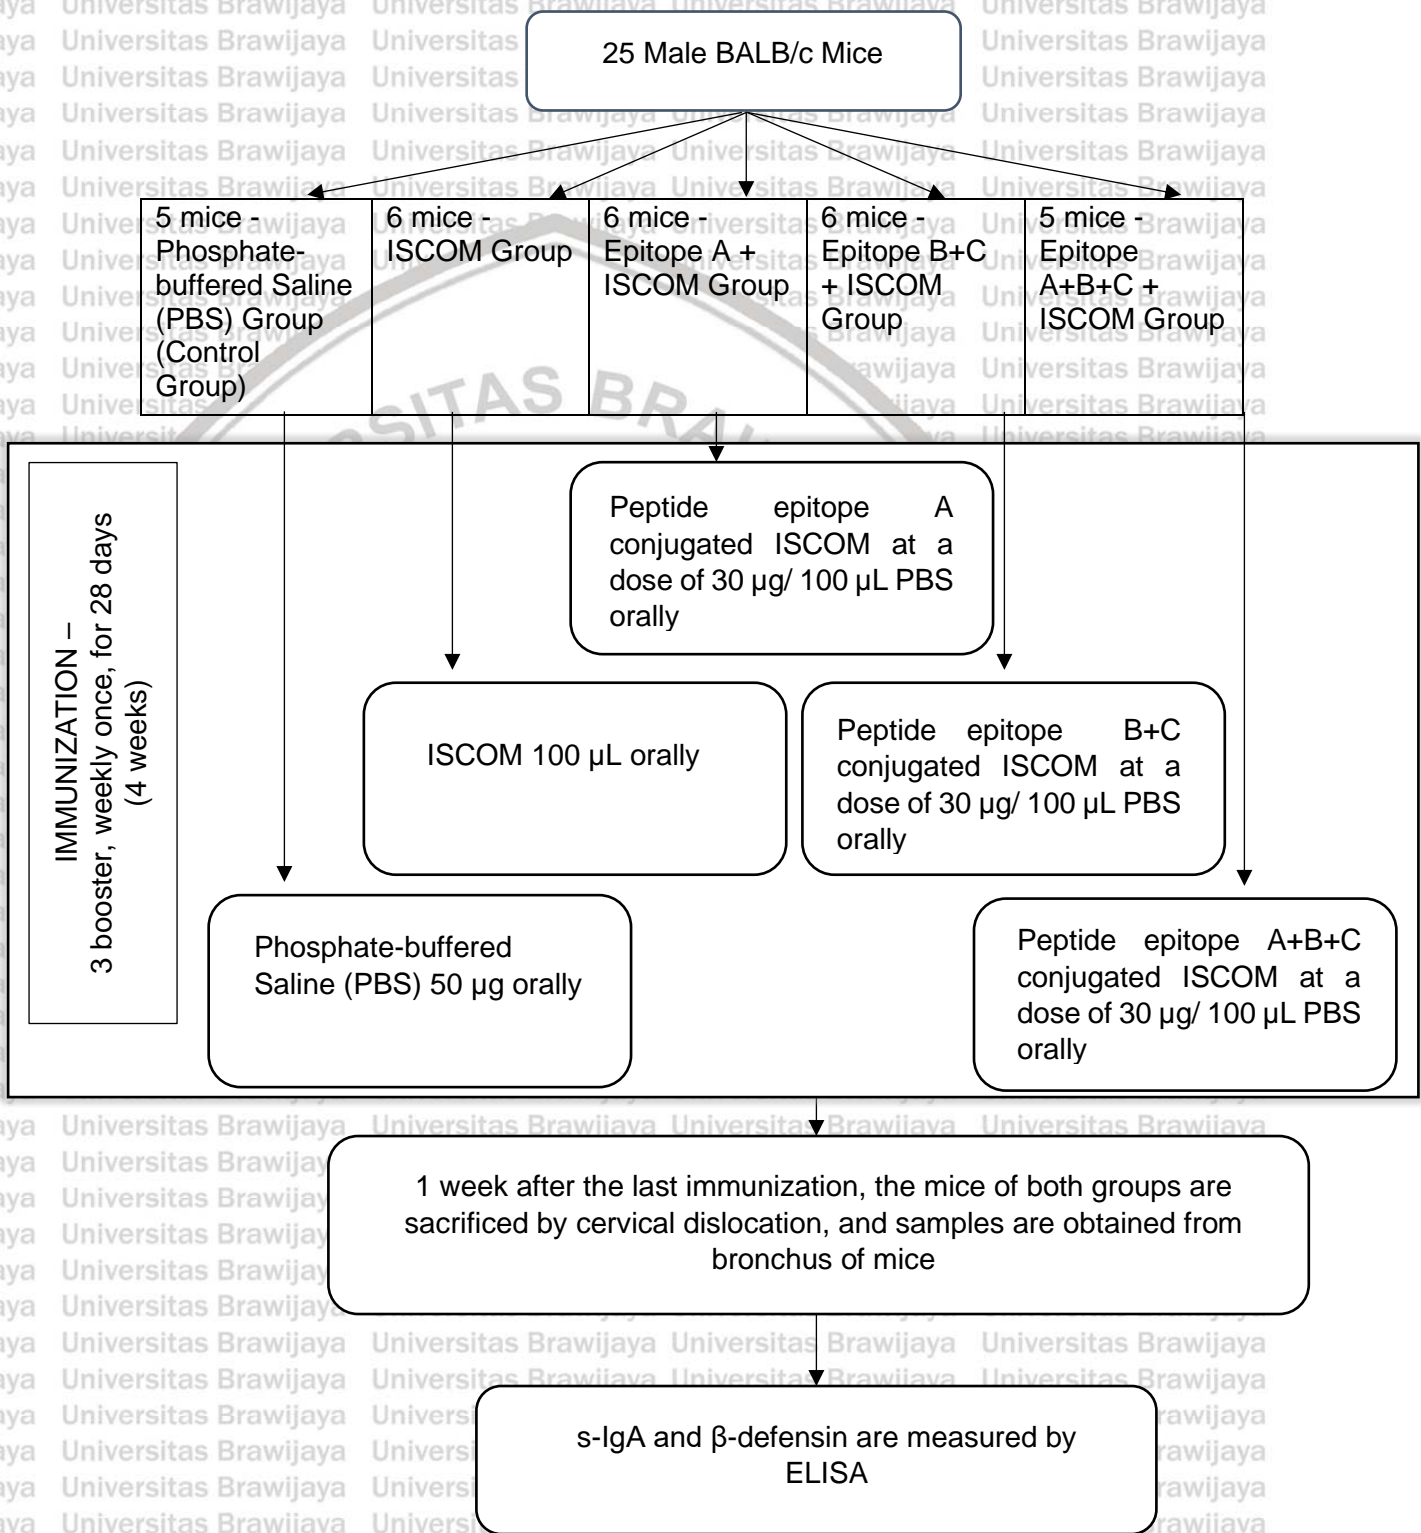 25 Male BALB/c Mice
5 mice -
Phosphate-
buffered Saline
(PBS) Group
(Control
Group)
6 mice -
ISCOM Group
6 mice -
Epitope A +
ISCOM Group
6 mice -
Epitope B+C
+ ISCOM
Group
5 mice -
Epitope
A+B+C +
ISCOM Group
IMMUNIZATION –
3 booster, weekly once, for 28 days
(4 weeks)
Peptide epitope A
conjugated ISCOM at a
dose of 30 µg/ 100 µL PBS
orally
ISCOM 100 µL orally
Peptide epitope B+C
conjugated ISCOM at a
dose of 30 µg/ 100 µL PBS
orally
Phosphate-buffered
Saline (PBS) 50 µg orally
Peptide epitope A+B+C
conjugated ISCOM at a
dose of 30 µg/ 100 µL PBS
orally
1 week after the last immunization, the mice of both groups are
sacrificed by cervical dislocation, and samples are obtained from
bronchus of mice
s-IgA and β-defensin are measured by
ELISA